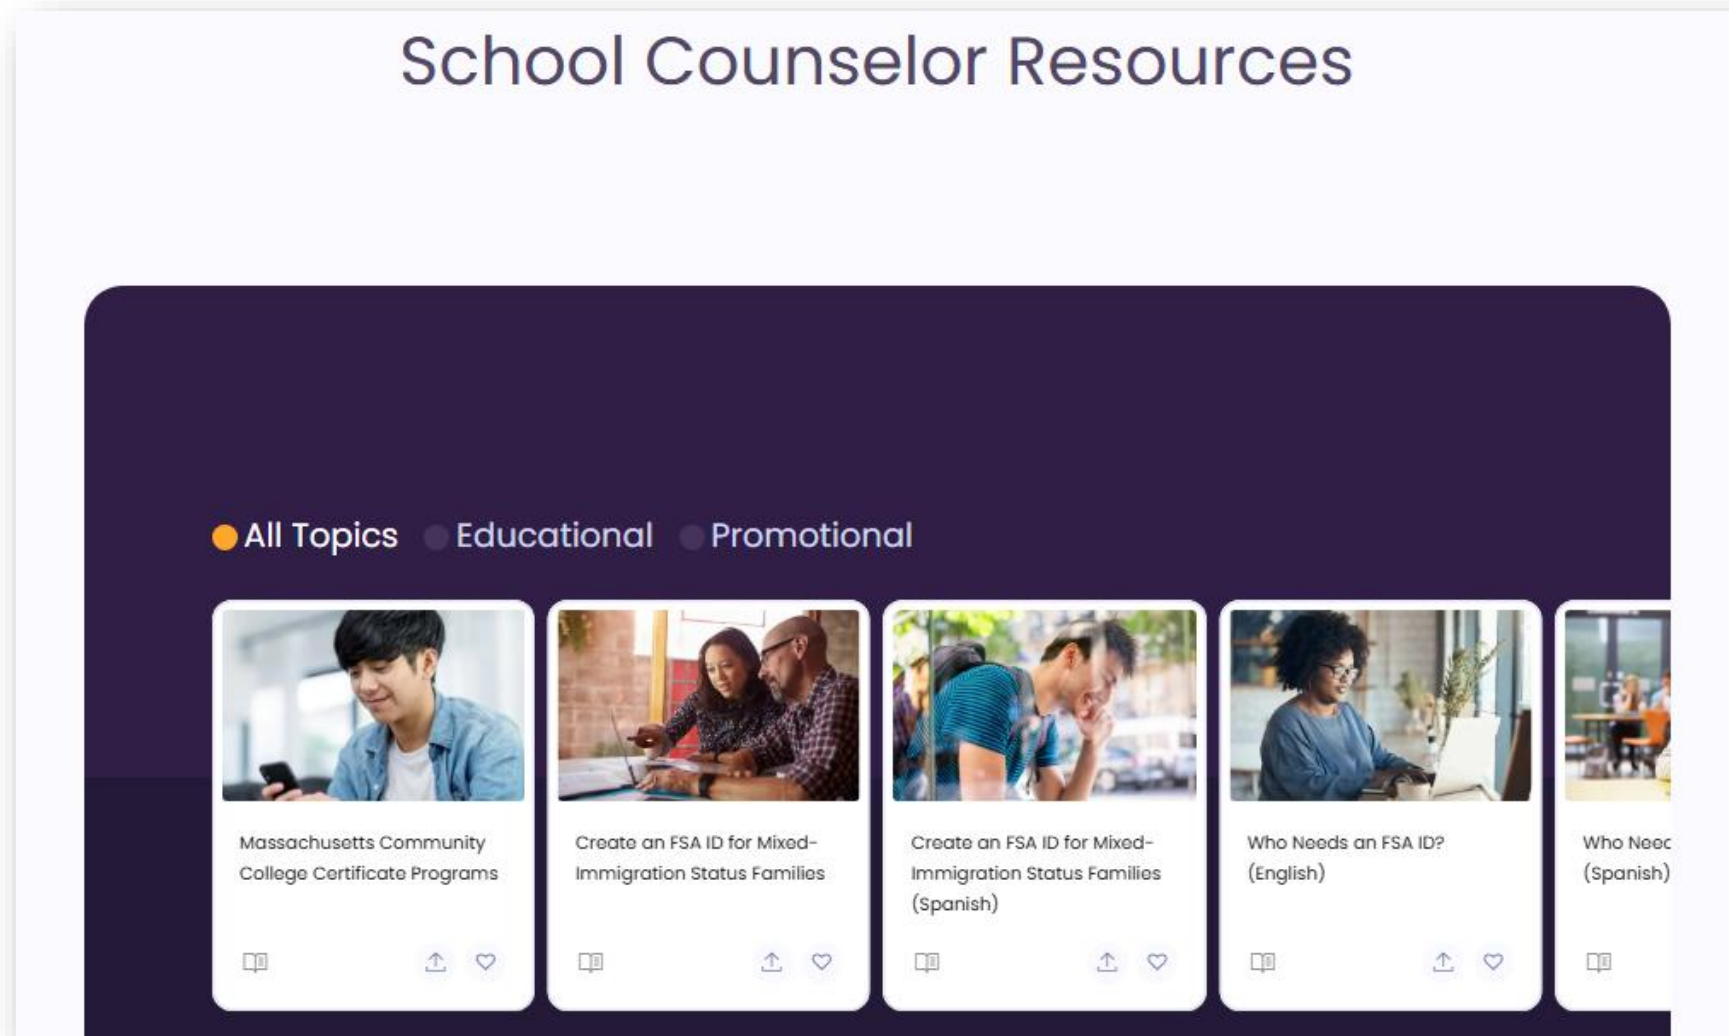 School Counselor Resources
All Topics Educational Promotional
Massachusetts Community
College Certificate Programs
Create an FSA ID for Mixed-
Immigration Status Families
Create an FSA ID for Mixed-
Immigration Status Families
(Spanish)
Who Needs an FSA ID?
(English)
Who
(Spanish)